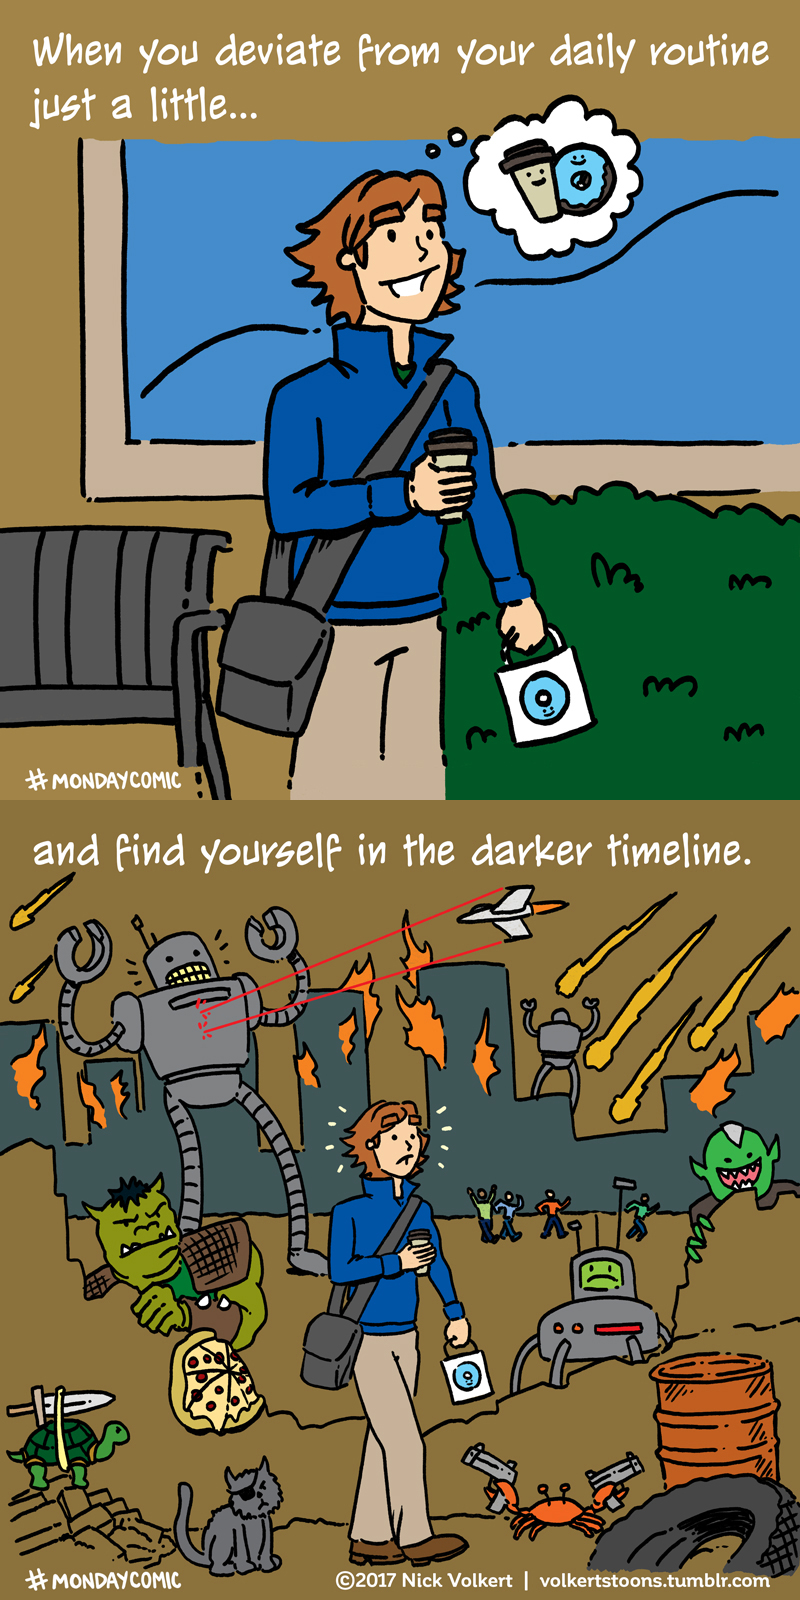 When you deviate from your daily routine
just a little...
#MONDAYCOMIC
and find yourself in the darker timeline.
#MONDAYCOMIC
©2017 Nick Volkert | volkertstoons.tumblr.com